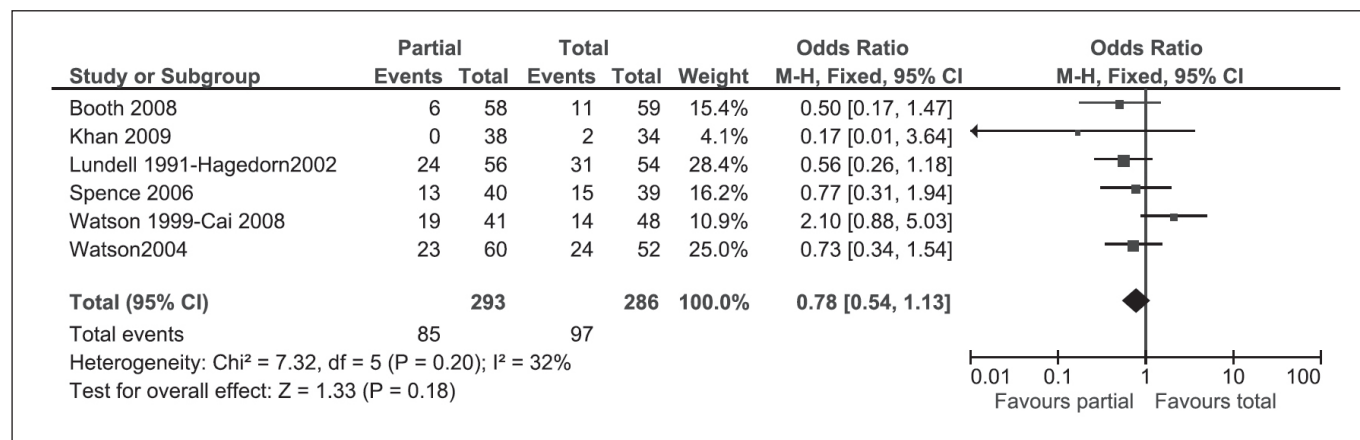 Partial Total Odds Ratio Odds Ratio
Study or Subgroup Events Total Events Total Weight M-H, Fixed, 95% CI M-H, Fixed, 95% CI
Booth 2008 6 58 11 59 15.4% 0.50 [0.17, 1.47]
Khan 2009 0 38 2 34 4.1% 0.17 [0.01, 3.64]
Lundell 1991-Hagedorn2002 24 56 31 54 28.4% 0.56 [0.26, 1.18]
Spence 2006 13 40 15 39 16.2% 0.77 [0.31, 1.94]
Watson 1999-Cai 2008 19 41 14 48 10.9% 2.10 [0.88, 5.03]
Watson2004 23 60 24 52 25.0% 0.73 [0.34, 1.54]
Total (95% CI) 293 286 100.0% 0.78 [0.54, 1.13]
Total events 85 97
Heterogeneity: Chi² = 7.32, df = 5 (P = 0.20); I² = 32%
Test for overall effect: Z = 1.33 (P = 0.18)
0.01 0.1 1 10 100
Favours partial Favours total